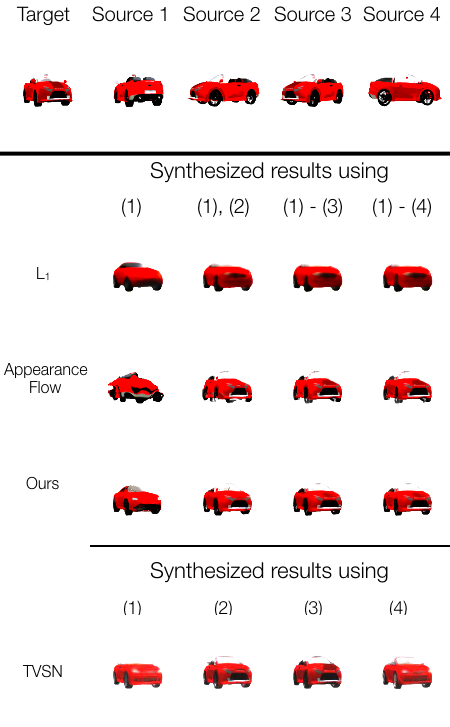 Target Source 1 Source 2 Source 3 Source 4
Synthesized results using
(1) (1), (2) (1) - (3) (1) - (4)
L₁
Appearance
Flow
Ours
Synthesized results using
(1) (2) (3) (4)
TVSN